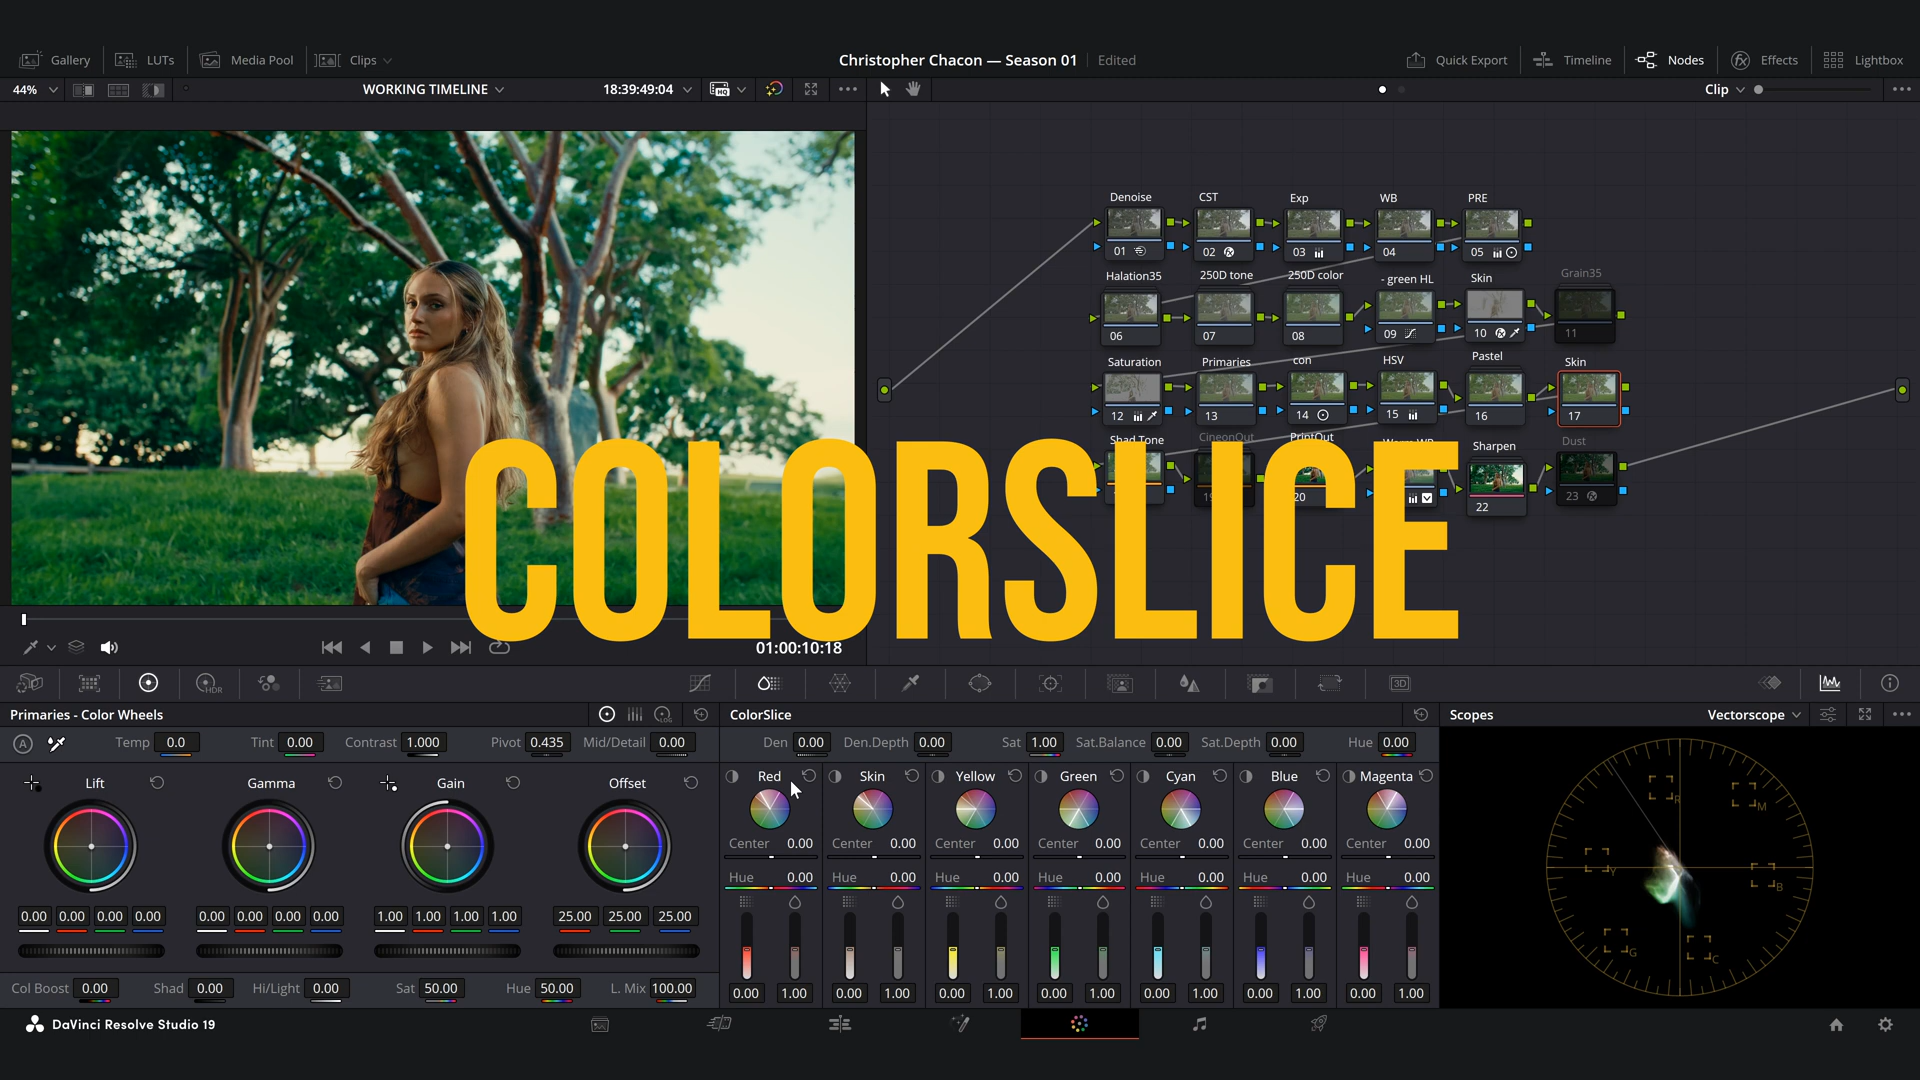 Gallery LUTs Media Pool Clips Christopher Chacon — Season 01 Edited Quick Export Timeline Nodes Effects Lightbox
44% WORKING TIMELINE 18:39:49:04 Clip
Denoise CST Exp WB PRE
01 02 03 04 05
Halation35 250D tone 250D color - green HL Skin Grain35
06 07 08 09 10 11
Saturation Primaries con HSV Pastel Skin
12 13 14 15 16 17
Shad Tone CineonOut PrintOut Sharpen Dust
20 22 23
COLORSLICE
01:00:10:18
HDR 3D
Primaries - Color Wheels LOG ColorSlice Scopes Vectorscope
A Temp 0.0 Tint 0.00 Contrast 1.000 Pivot 0.435 Mid/Detail 0.00 Den 0.00 Den.Depth 0.00 Sat 1.00 Sat.Balance 0.00 Sat.Depth 0.00 Hue 0.00
Lift Gamma Gain Offset
0.00 0.00 0.00 0.00 0.00 0.00 0.00 0.00 1.00 1.00 1.00 1.00 25.00 25.00 25.00
Col Boost 0.00 Shad 0.00 Hi/Light 0.00 Sat 50.00 Hue 50.00 L. Mix 100.00
Red Skin Yellow Green Cyan Blue Magenta
Center 0.00 Center 0.00 Center 0.00 Center 0.00 Center 0.00 Center 0.00 Center 0.00
Hue 0.00 Hue 0.00 Hue 0.00 Hue 0.00 Hue 0.00 Hue 0.00 Hue 0.00
0.00 1.00 0.00 1.00 0.00 1.00 0.00 1.00 0.00 1.00 0.00 1.00 0.00 1.00
R M
Y B
G C
DaVinci Resolve Studio 19